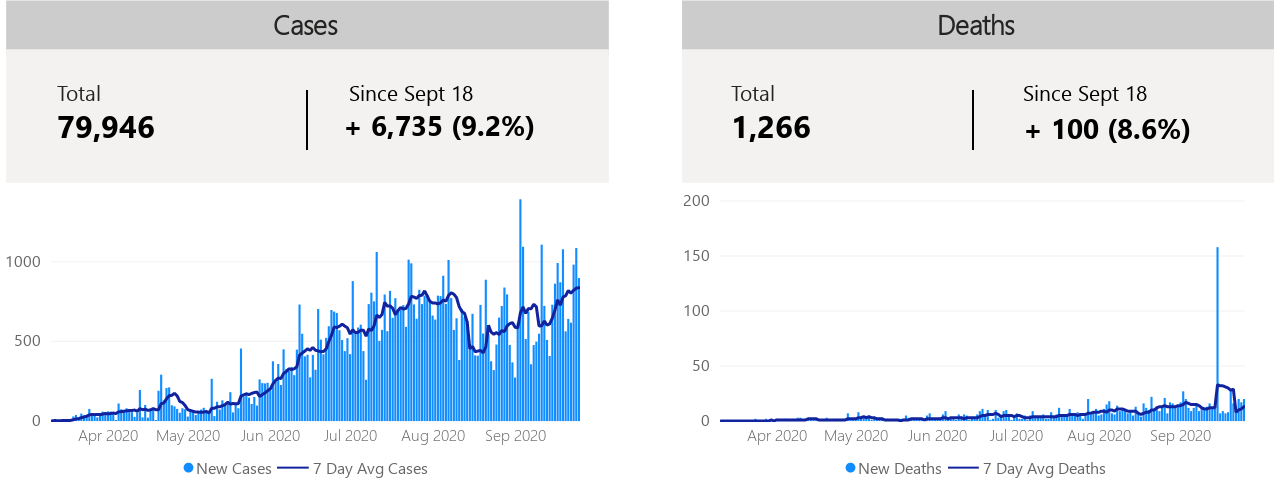 Cases
Total
79,946
Since Sept 18
+ 6,735 (9.2%)
1000
500
0
Apr 2020 May 2020 Jun 2020 Jul 2020 Aug 2020 Sep 2020
New Cases 7 Day Avg Cases
Deaths
Total
1,266
Since Sept 18
+ 100 (8.6%)
200
150
100
50
0
Apr 2020 May 2020 Jun 2020 Jul 2020 Aug 2020 Sep 2020
New Deaths 7 Day Avg Deaths